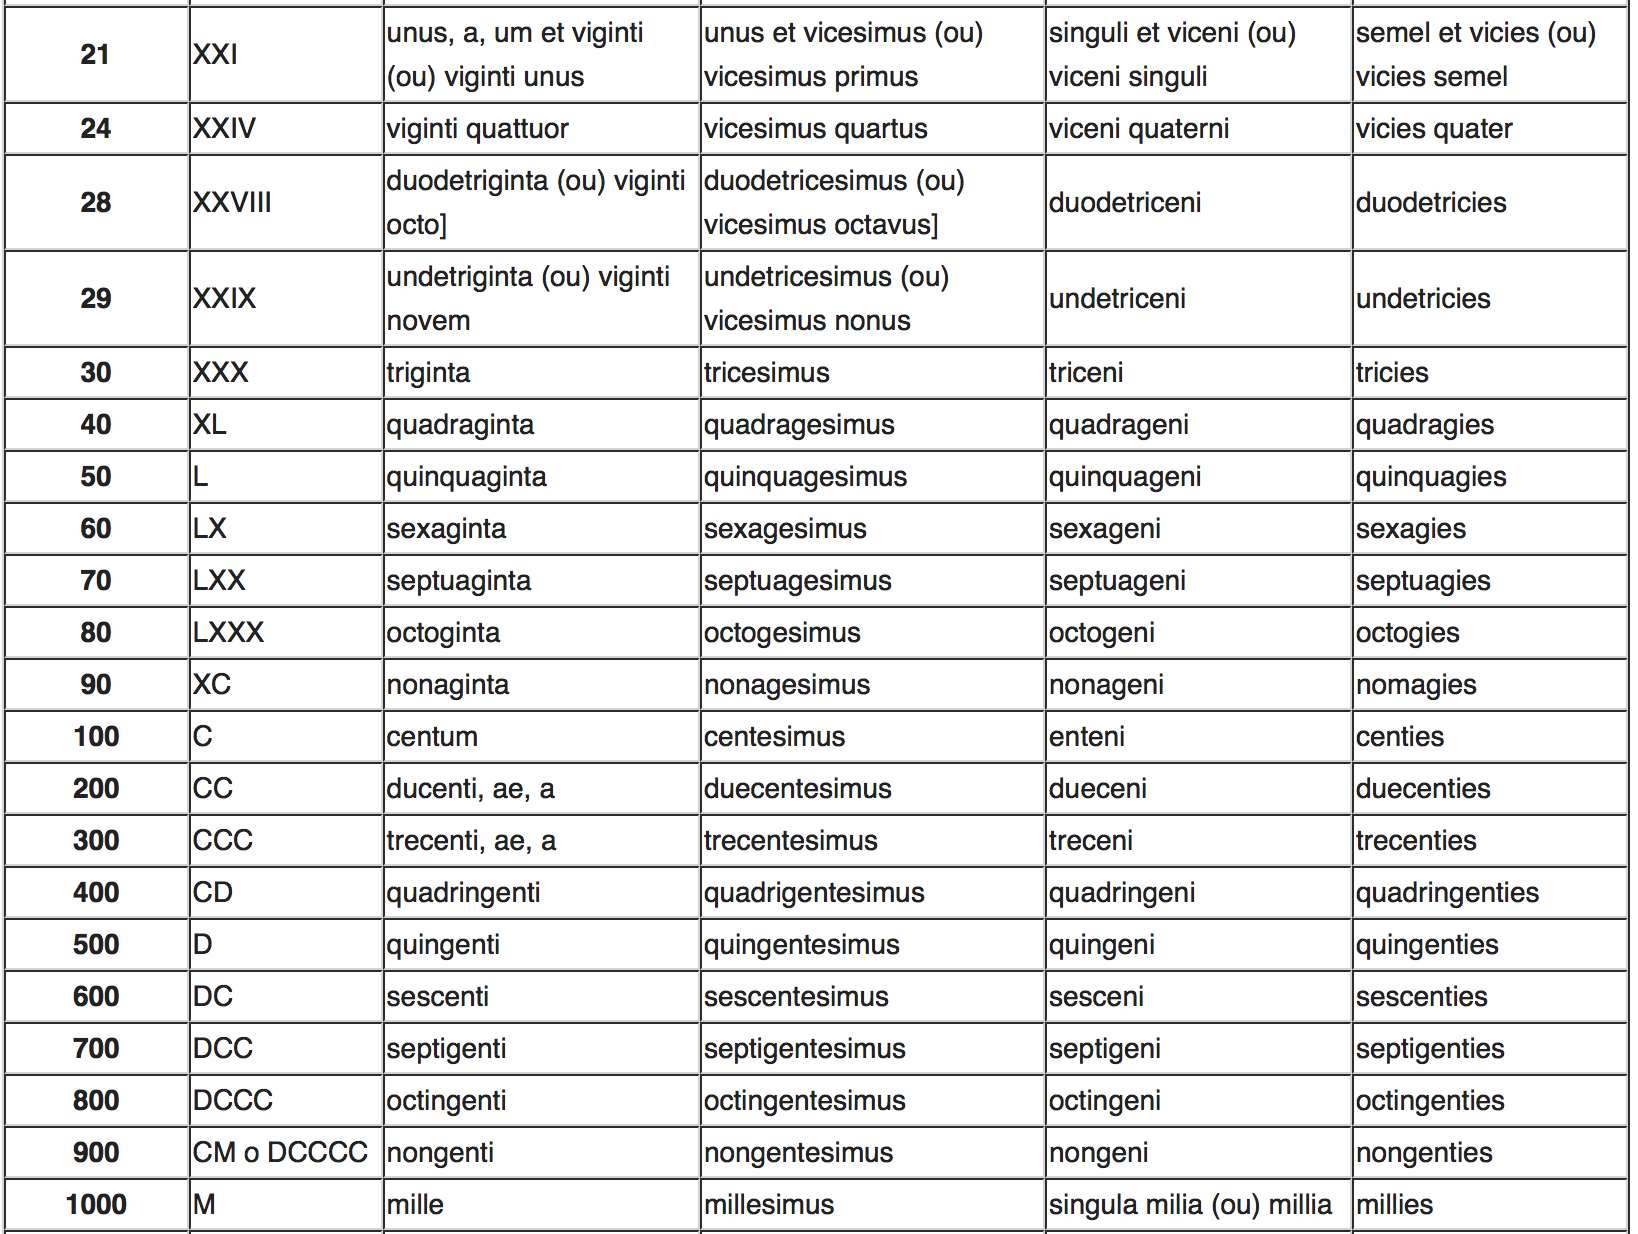 21 XXI unus, a, um et viginti (ou) viginti unus unus et vicesimus (ou) vicesimus primus singuli et viceni (ou) viceni singuli semel et vicies (ou) vicies semel
24 XXIV viginti quattuor vicesimus quartus viceni quaterni vicies quater
28 XXVIII duodetriginta (ou) viginti octo] duodetricesimus (ou) vicesimus octavus] duodetriceni duodetricies
29 XXIX undetriginta (ou) viginti novem undetricesimus (ou) vicesimus nonus undetriceni undetricies
30 XXX triginta tricesimus triceni tricies
40 XL quadraginta quadragesimus quadrageni quadragies
50 L quinquaginta quinquagesimus quinquageni quinquagies
60 LX sexaginta sexagesimus sexageni sexagies
70 LXX septuaginta septuagesimus septuageni septuagies
80 LXXX octoginta octogesimus octogeni octogies
90 XC nonaginta nonagesimus nonageni nomagies
100 C centum centesimus enteni centies
200 CC ducenti, ae, a duecentesimus dueceni duecenties
300 CCC trecenti, ae, a trecentesimus treceni trecenties
400 CD quadringenti quadrigentesimus quadringeni quadringenties
500 D quingenti quingentesimus quingeni quingenties
600 DC sescenti sescentesimus sesceni sescenties
700 DCC septigenti septigentesimus septigeni septigenties
800 DCCC octingenti octingentesimus octingeni octingenties
900 CM o DCCCC nongenti nongentesimus nongeni nongenties
1000 M mille millesimus singula milia (ou) millia millies